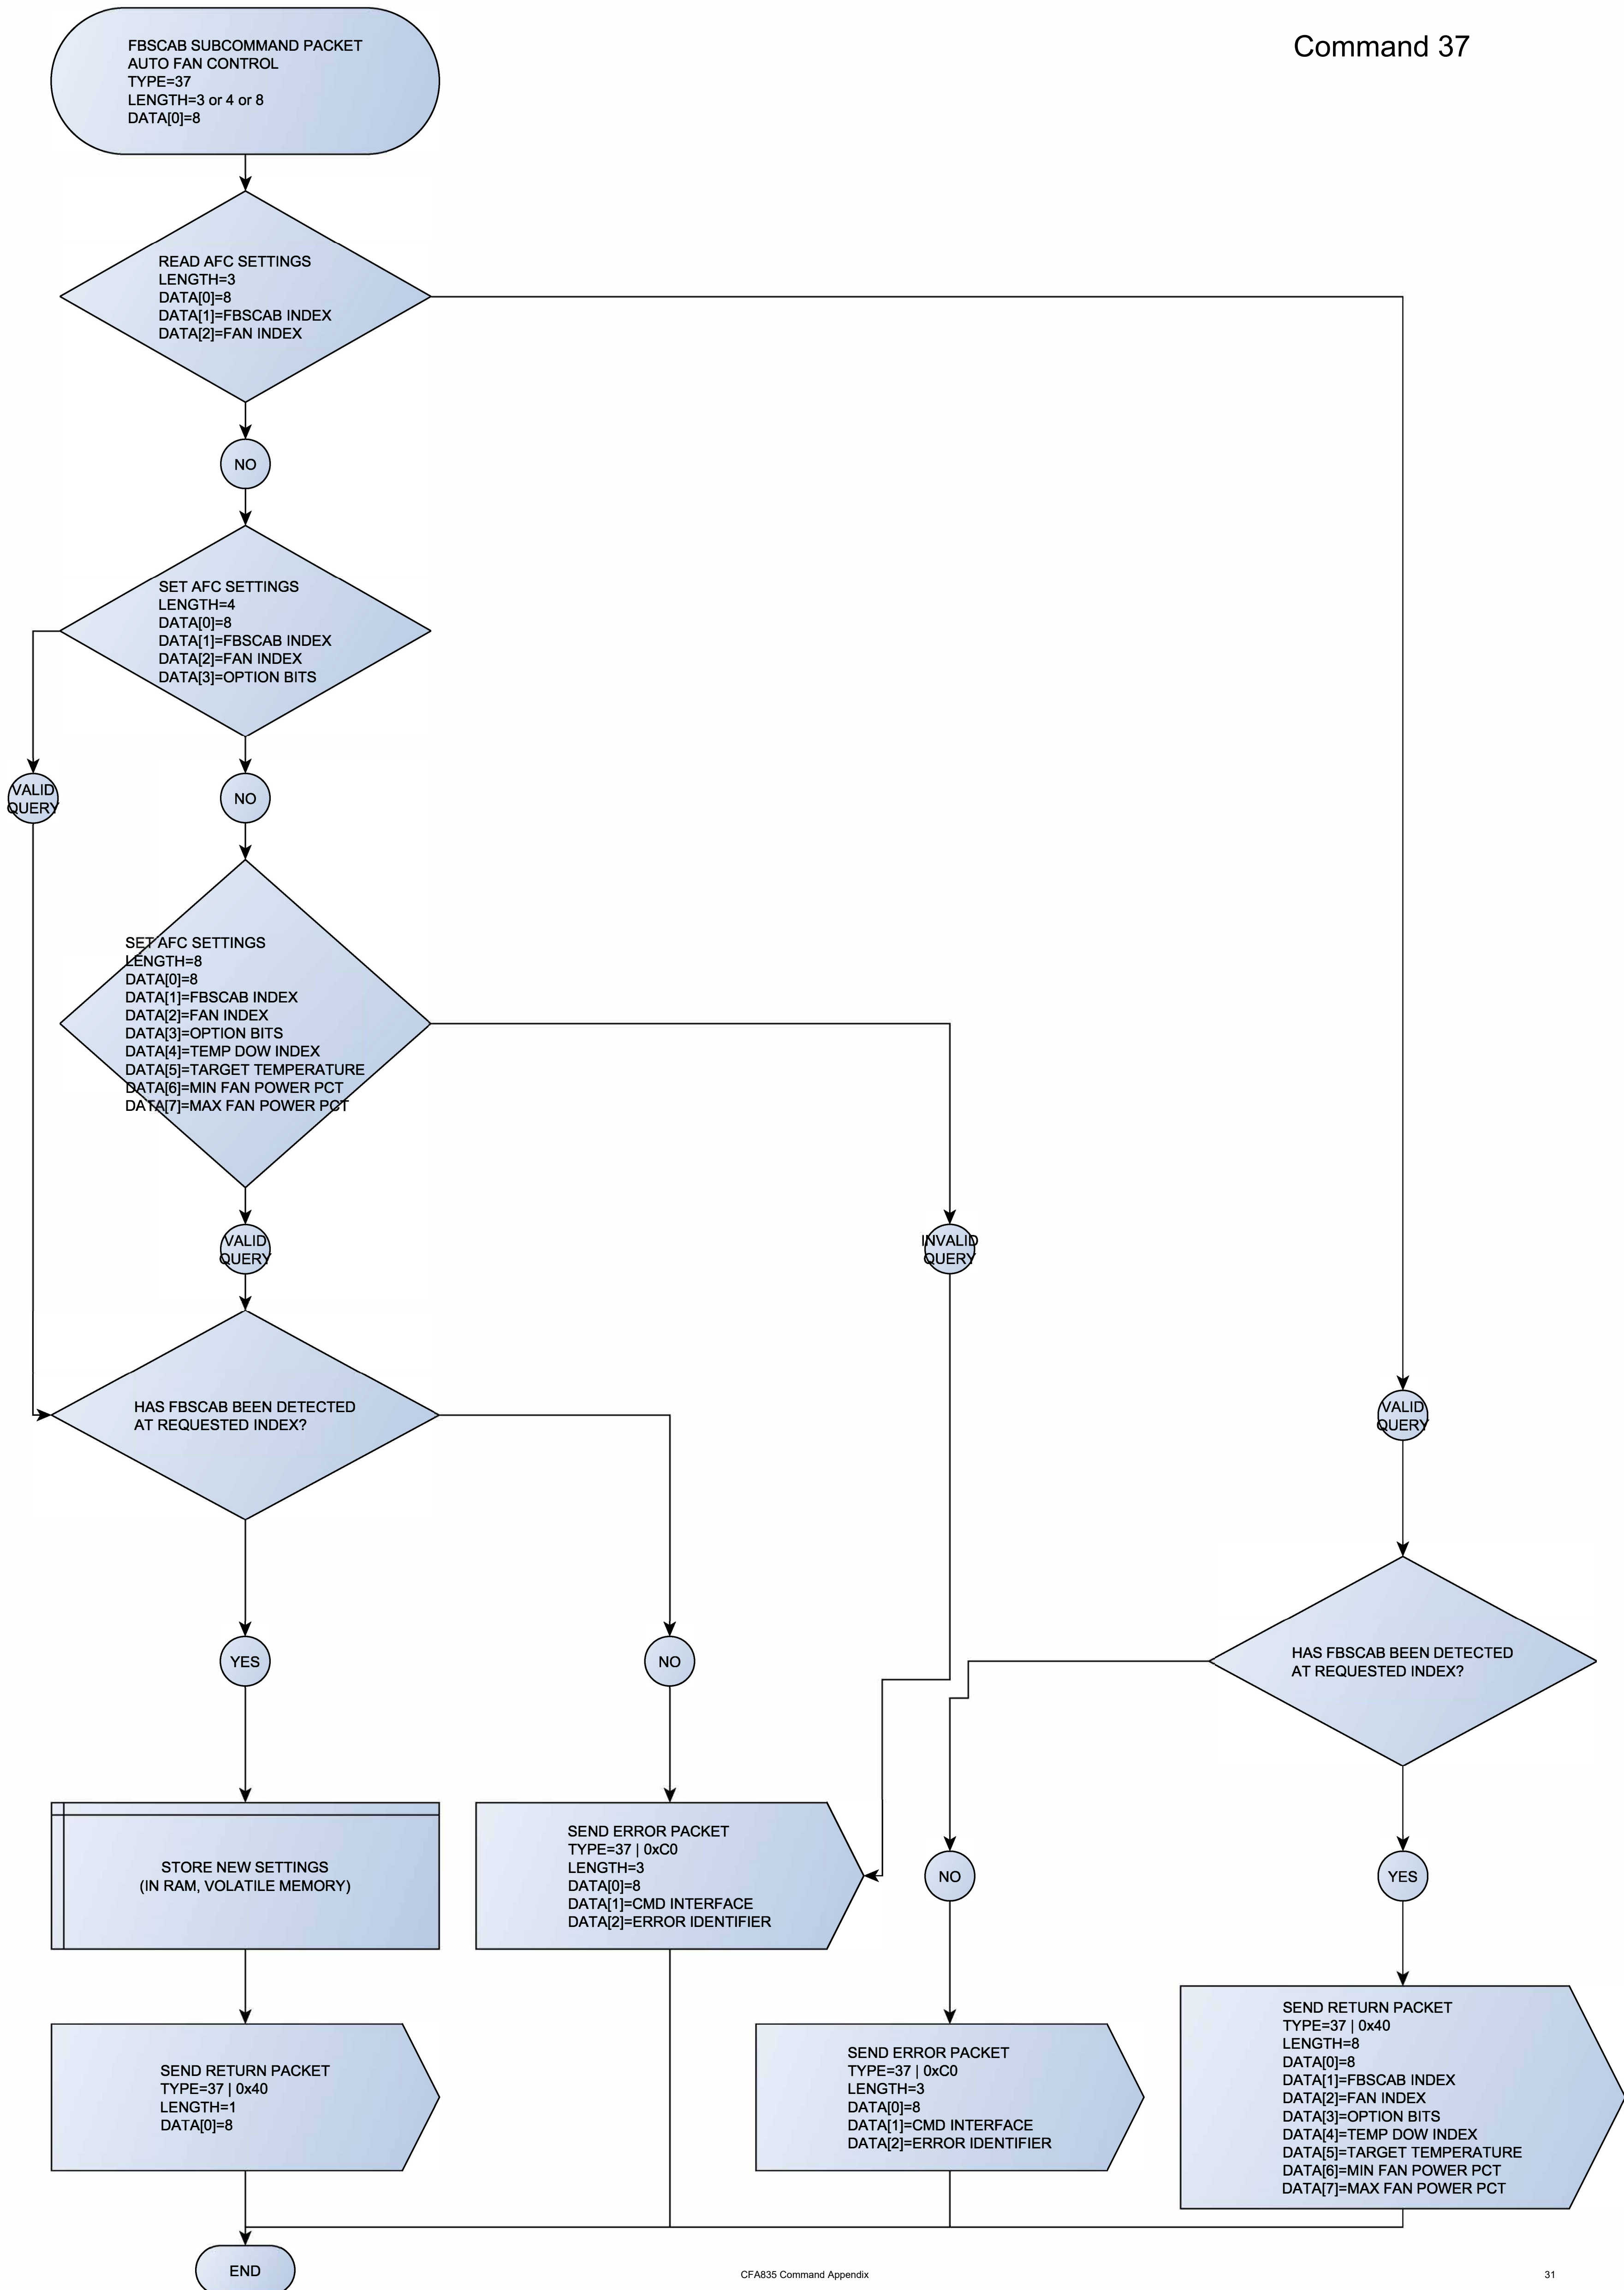 Command 37
FBSCAB SUBCOMMAND PACKET
AUTO FAN CONTROL
TYPE=37
LENGTH=3 or 4 or 8
DATA[0]=8
READ AFC SETTINGS
LENGTH=3
DATA[0]=8
DATA[1]=FBSCAB INDEX
DATA[2]=FAN INDEX
NO
SET AFC SETTINGS
LENGTH=4
DATA[0]=8
DATA[1]=FBSCAB INDEX
DATA[2]=FAN INDEX
DATA[3]=OPTION BITS
VALID
QUERY
NO
SET AFC SETTINGS
LENGTH=8
DATA[0]=8
DATA[1]=FBSCAB INDEX
DATA[2]=FAN INDEX
DATA[3]=OPTION BITS
DATA[4]=TEMP DOW INDEX
DATA[5]=TARGET TEMPERATURE
DATA[6]=MIN FAN POWER PCT
DATA[7]=MAX FAN POWER PCT
VALID
QUERY
INVALID
QUERY
HAS FBSCAB BEEN DETECTED
AT REQUESTED INDEX?
VALID
QUERY
YES
NO
HAS FBSCAB BEEN DETECTED
AT REQUESTED INDEX?
STORE NEW SETTINGS
(IN RAM, VOLATILE MEMORY)
SEND ERROR PACKET
TYPE=37 | 0xC0
LENGTH=3
DATA[0]=8
DATA[1]=CMD INTERFACE
DATA[2]=ERROR IDENTIFIER
NO
YES
SEND RETURN PACKET
TYPE=37 | 0x40
LENGTH=1
DATA[0]=8
SEND ERROR PACKET
TYPE=37 | 0xC0
LENGTH=3
DATA[0]=8
DATA[1]=CMD INTERFACE
DATA[2]=ERROR IDENTIFIER
SEND RETURN PACKET
TYPE=37 | 0x40
LENGTH=8
DATA[0]=8
DATA[1]=FBSCAB INDEX
DATA[2]=FAN INDEX
DATA[3]=OPTION BITS
DATA[4]=TEMP DOW INDEX
DATA[5]=TARGET TEMPERATURE
DATA[6]=MIN FAN POWER PCT
DATA[7]=MAX FAN POWER PCT
END
CFA835 Command Appendix
31